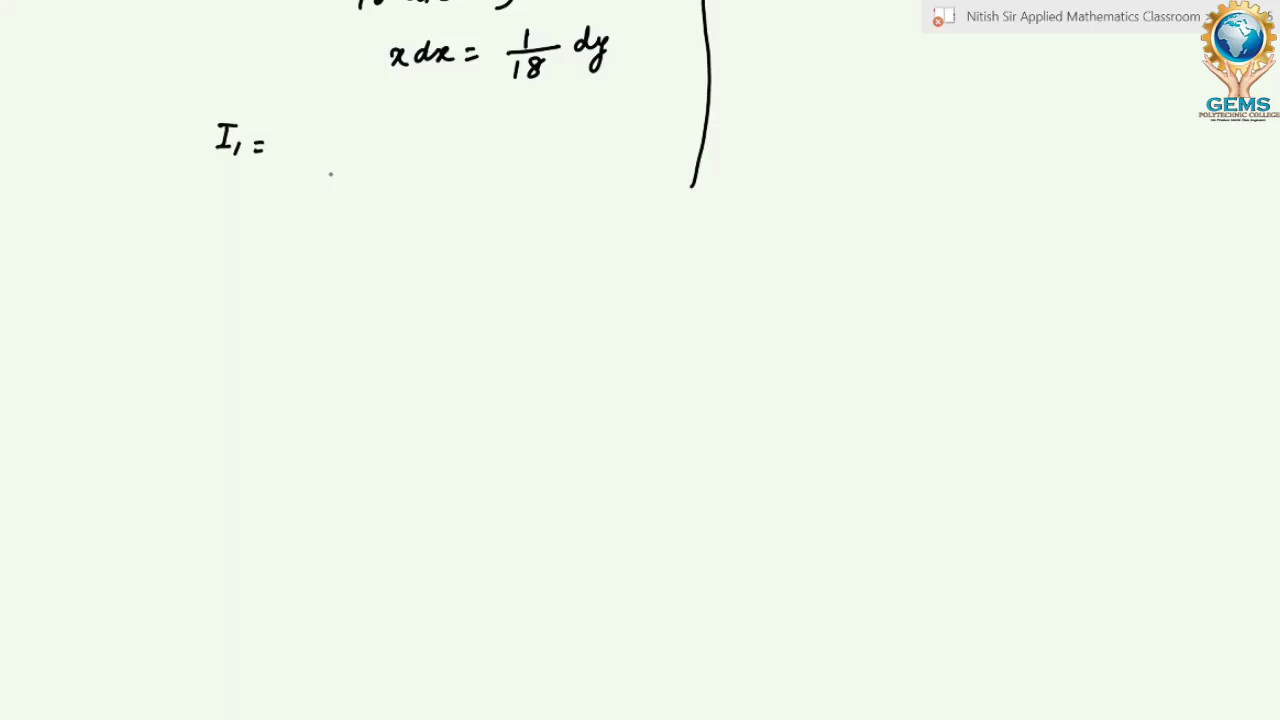 Nitish Sir Applied Mathematics Classroom
x dx = 1/18 dy
I₁ =
GEMS
POLYTECHNIC COLLEGE